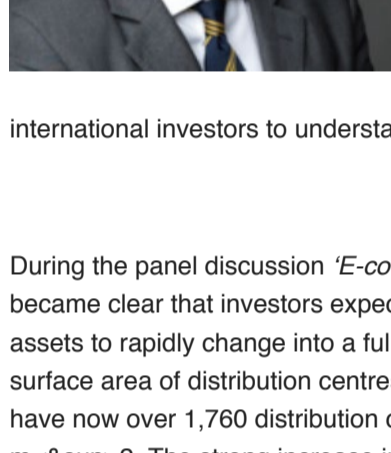 international investors to understa
During the panel discussion ‘E-co
became clear that investors expec
assets to rapidly change into a ful
surface area of distribution centre
have now over 1,760 distribution